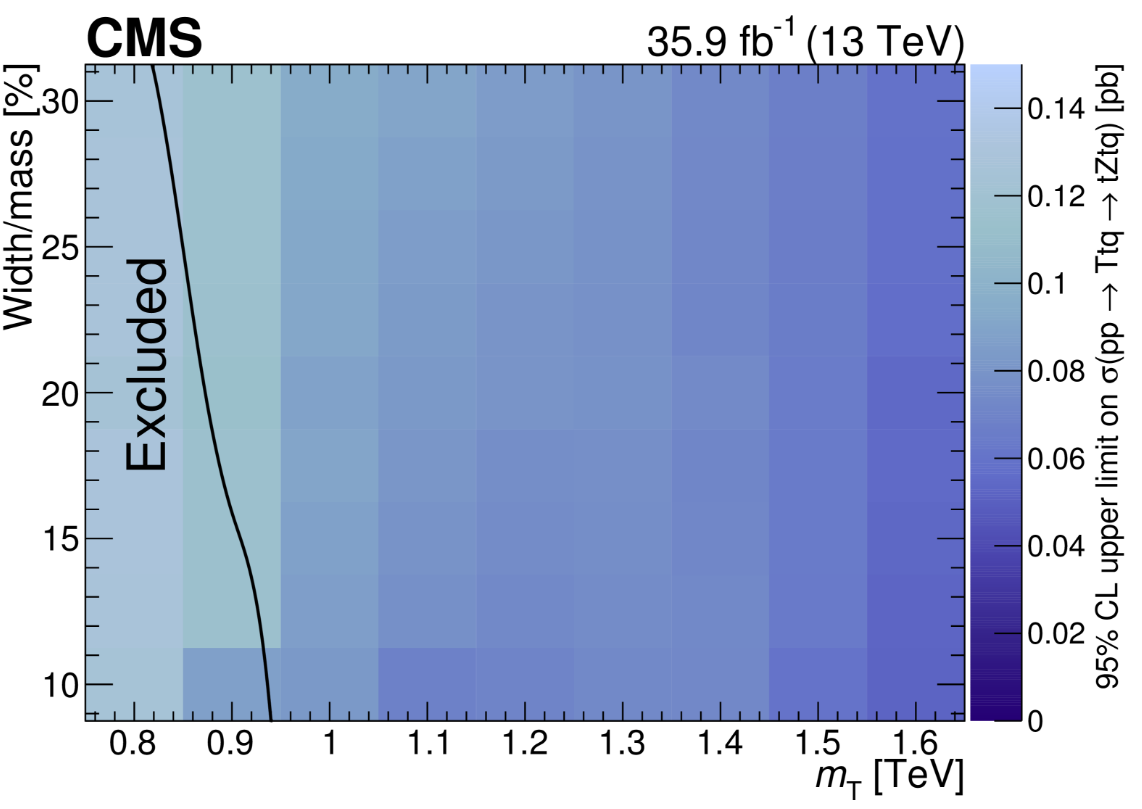 CMS
35.9 fb⁻¹ (13 TeV)
Width/mass [%]
30
25
20
15
10
Excluded
0.8 0.9 1 1.1 1.2 1.3 1.4 1.5 1.6
m_T [TeV]
0.14
0.12
0.1
0.08
0.06
0.04
0.02
0
95% CL upper limit on σ(pp → Ttq → tZtq) [pb]